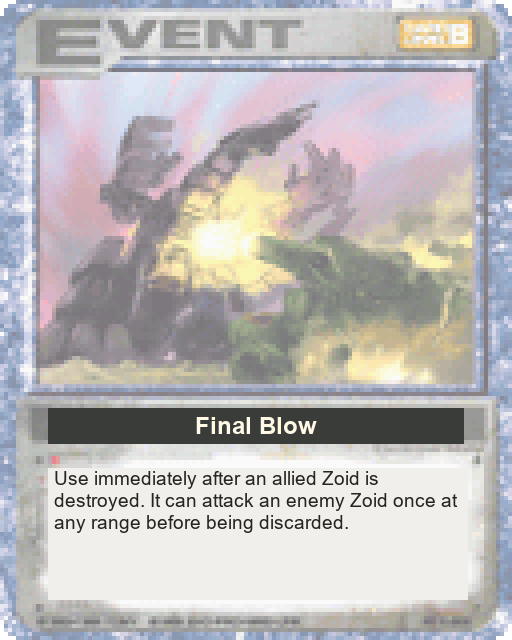 EVENT
B
Final Blow
Use immediately after an allied Zoid is
destroyed. It can attack an enemy Zoid once at
any range before being discarded.